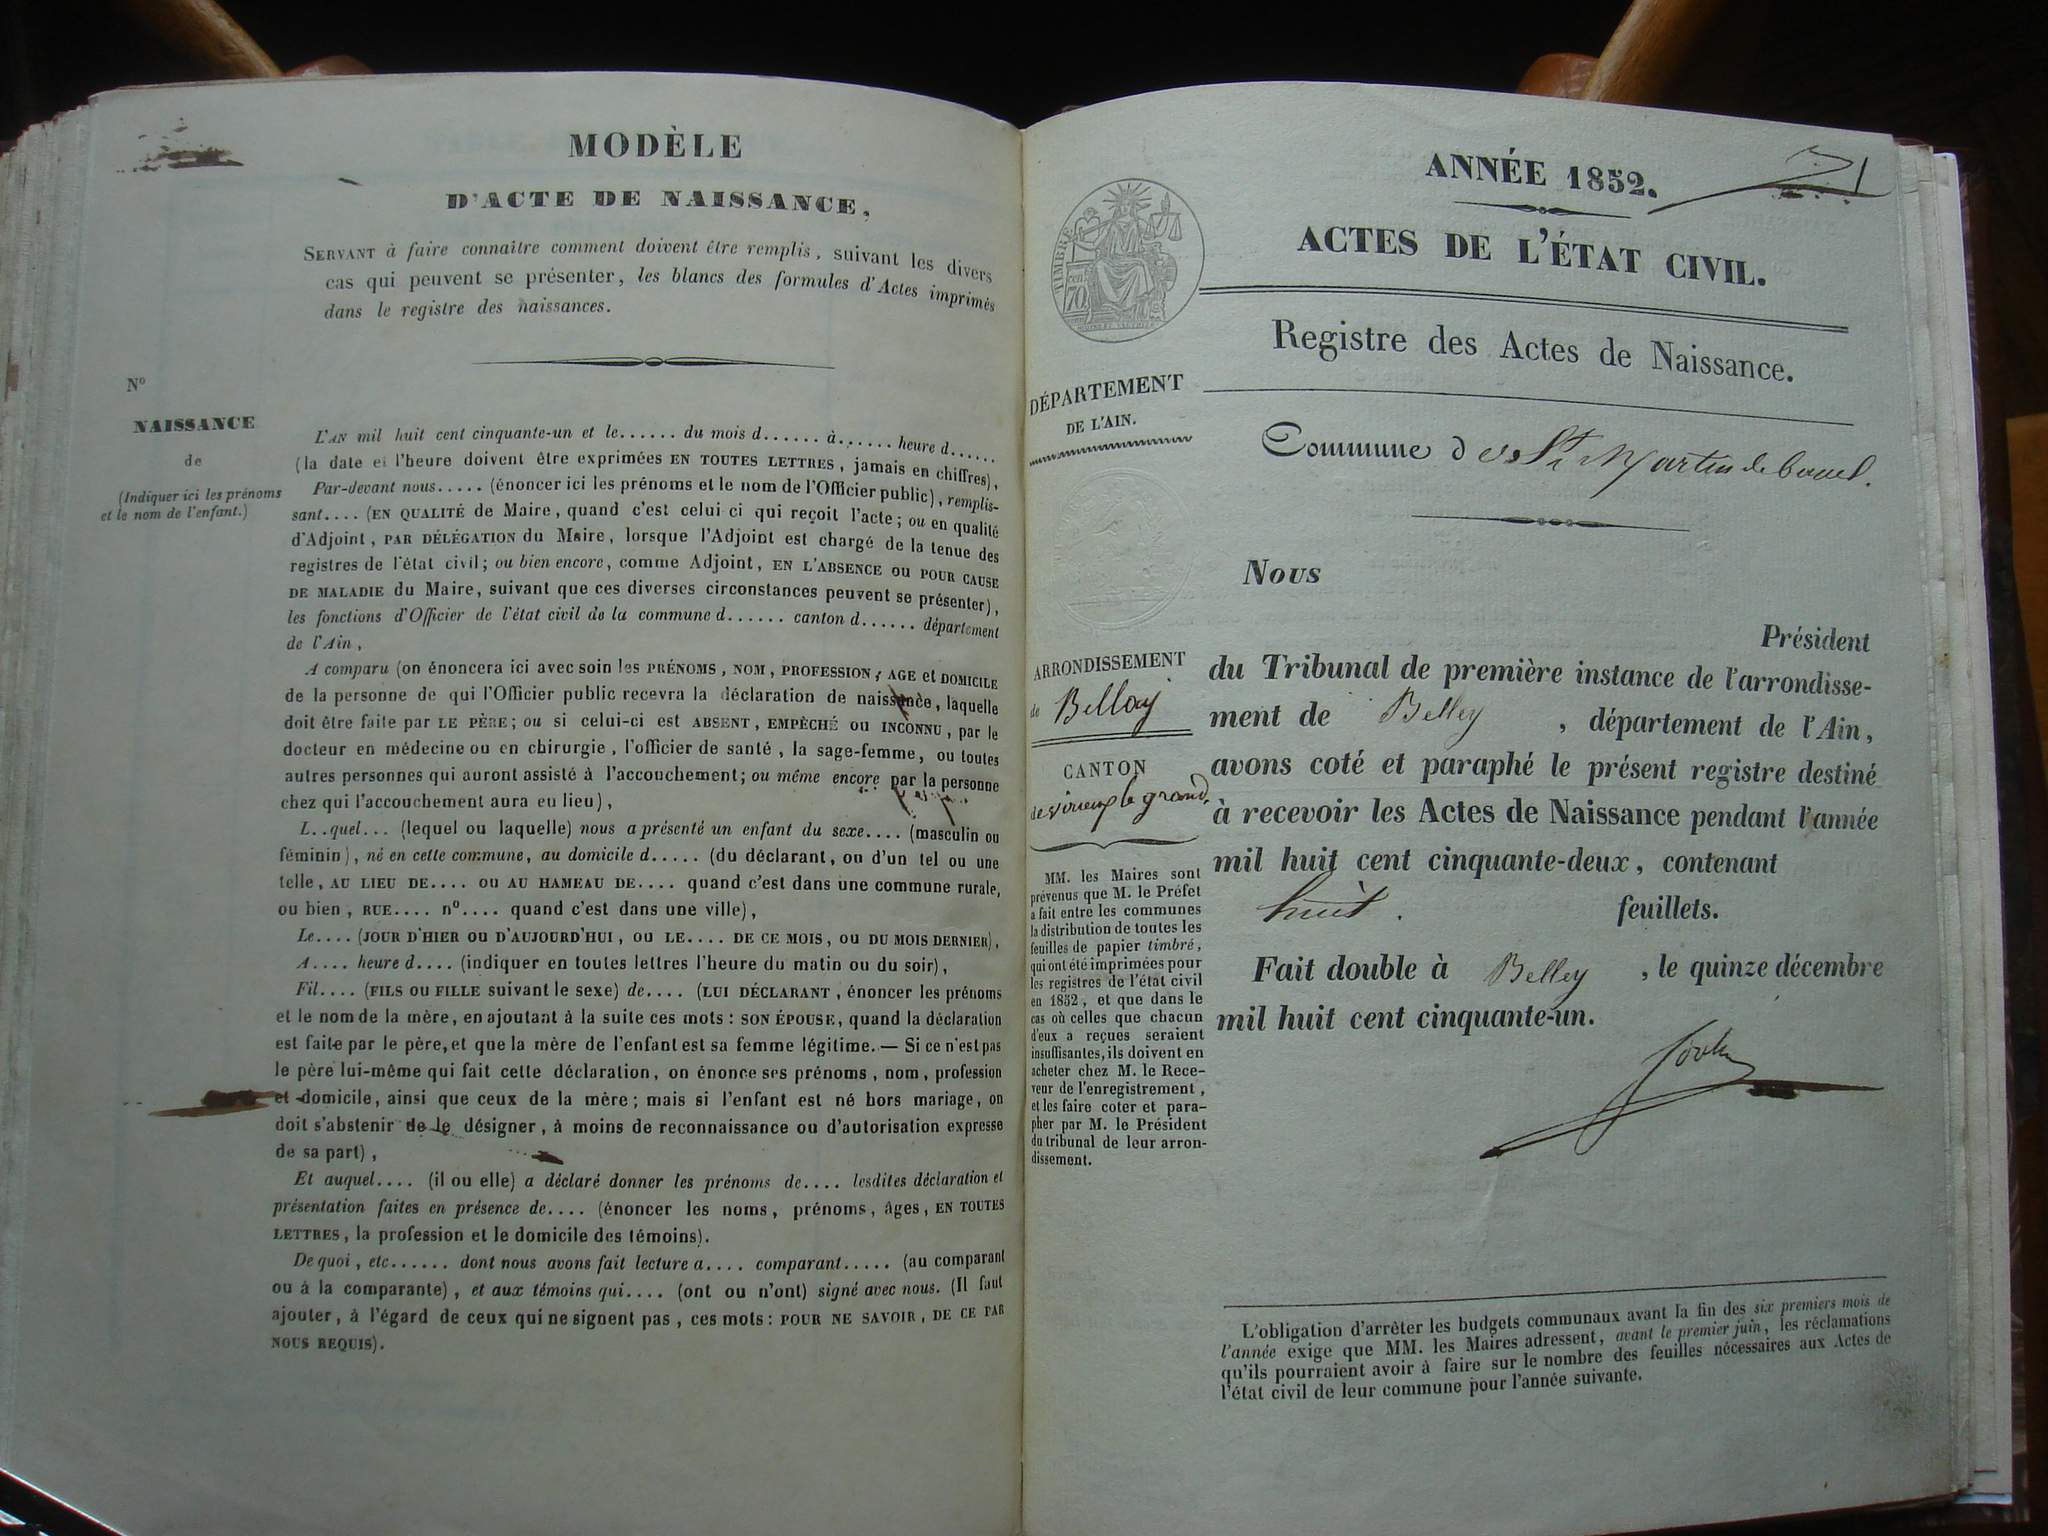 MODÈLE
D'ACTE DE NAISSANCE,
SERVANT à faire connaître comment doivent être remplis, suivant les divers
cas qui peuvent se présenter, les blancs des formules d'Actes imprimés
dans le registre des naissances.
No
NAISSANCE
de
(Indiquer ici les prénoms
et le nom de l'enfant.)
L'AN mil huit cent cinquante-un et le...... du mois d...... à...... heure d......
(la date et l'heure doivent être exprimées EN TOUTES LETTRES, jamais en chiffres),
Par-devant nous..... (énoncer ici les prénoms et le nom de l'Officier public), remplis-
sant.... (EN QUALITÉ de Maire, quand c'est celui ci qui reçoit l'acte; ou en qualité
d'Adjoint, PAR DÉLÉGATION du Maire, lorsque l'Adjoint est chargé de la tenue des
registres de l'état civil; ou bien encore, comme Adjoint, EN L'ABSENCE OU POUR CAUSE
DE MALADIE du Maire, suivant que ces diverses circonstances peuvent se présenter),
les fonctions d'Officier de l'état civil de la commune d...... canton d...... département
de l'Ain,
A comparu (on énoncera ici avec soin les PRÉNOMS, NOM, PROFESSION, AGE et DOMICILE
de la personne de qui l'Officier public recevra la déclaration de naissance, laquelle
doit être faite par LE PÈRE; ou si celui-ci est ABSENT, EMPÊCHÉ OU INCONNU, par le
docteur en médecine ou en chirurgie, l'officier de santé, la sage-femme, ou toutes
autres personnes qui auront assisté à l'accouchement; ou même encore par la personne
chez qui l'accouchement aura eu lieu),
L..quel... (lequel ou laquelle) nous a présenté un enfant du sexe.... (masculin ou
féminin), né en cette commune, au domicile d..... (du déclarant, ou d'un tel ou une
telle, AU LIEU DE.... OU AU HAMEAU DE.... quand c'est dans une commune rurale,
ou bien, RUE.... no.... quand c'est dans une ville),
Le.... (JOUR D'HIER OU D'AUJOURD'HUI, OU LE.... DE CE MOIS, OU DU MOIS DERNIER),
A.... heure d.... (indiquer en toutes lettres l'heure du matin ou du soir),
Fil.... (FILS OU FILLE suivant le sexe) de.... (LUI DÉCLARANT, énoncer les prénoms
et le nom de la mère, en ajoutant à la suite ces mots: SON ÉPOUSE, quand la déclaration
est faite par le père, et que la mère de l'enfant est sa femme légitime. — Si ce n'est pas
le père lui-même qui fait cette déclaration, on énonce ses prénoms, nom, profession
et domicile, ainsi que ceux de la mère; mais si l'enfant est né hors mariage, on
doit s'abstenir de le désigner, à moins de reconnaissance ou d'autorisation expresse
de sa part),
Et auquel.... (il ou elle) a déclaré donner les prénoms de.... lesdites déclaration et
présentation faites en présence de.... (énoncer les noms, prénoms, âges, EN TOUTES
LETTRES, la profession et le domicile des témoins).
De quoi, etc...... dont nous avons fait lecture a.... comparant..... (au comparant
ou à la comparante), et aux témoins qui.... (ont ou n'ont) signé avec nous. (Il faut
ajouter, à l'égard de ceux qui ne signent pas, ces mots: POUR NE SAVOIR, DE CE PAR
NOUS REQUIS).
ANNÉE 1852.
ACTES DE L'ÉTAT CIVIL.
TIMBRE
cen
70
Registre des Actes de Naissance.
DÉPARTEMENT
DE L'AIN.
Commune de St Martin de bavel.
Nous
Président
du Tribunal de première instance de l'arrondisse-
ment de Belley, département de l'Ain,
avons coté et paraphé le présent registre destiné
à recevoir les Actes de Naissance pendant l'année
mil huit cent cinquante-deux, contenant
huit. feuillets.
Fait double à Belley, le quinze décembre
mil huit cent cinquante-un.
ARRONDISSEMENT
de Belley
CANTON
de virieux le grand.
MM. les Maires sont
prévenus que M. le Préfet
a fait entre les communes
la distribution de toutes les
feuilles de papier timbré,
qui ont été imprimées pour
les registres de l'état civil
en 1852, et que dans le
cas où celles que chacun
d'eux a reçues seraient
insuffisantes, ils doivent en
acheter chez M. le Rece-
veur de l'enregistrement,
et les faire coter et para-
pher par M. le Président
du tribunal de leur arron-
dissement.
L'obligation d'arrêter les budgets communaux avant la fin des six premiers mois de
l'année exige que MM. les Maires adressent, avant le premier juin, les réclamations
qu'ils pourraient avoir à faire sur le nombre des feuilles nécessaires aux Actes de
l'état civil de leur commune pour l'année suivante.